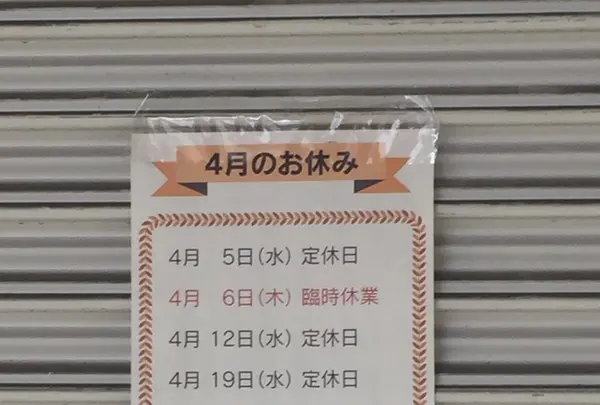 4月のお休み
4月 5日(水) 定休日
4月 6日(木) 臨時休業
4月 12日(水) 定休日
4月 19日(水) 定休日